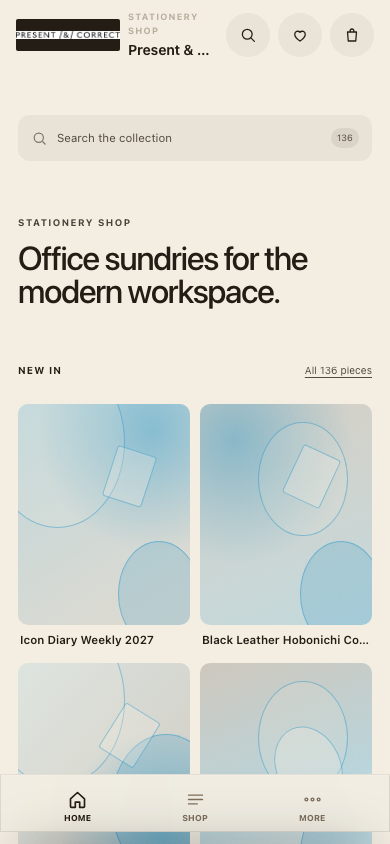 PRESENT /&/ CORRECT
STATIONERY
SHOP
Present & ...
Search the collection
136
STATIONERY SHOP
Office sundries for the
modern workspace.
NEW IN
All 136 pieces
Icon Diary Weekly 2027
Black Leather Hobonichi Co...
HOME
SHOP
MORE